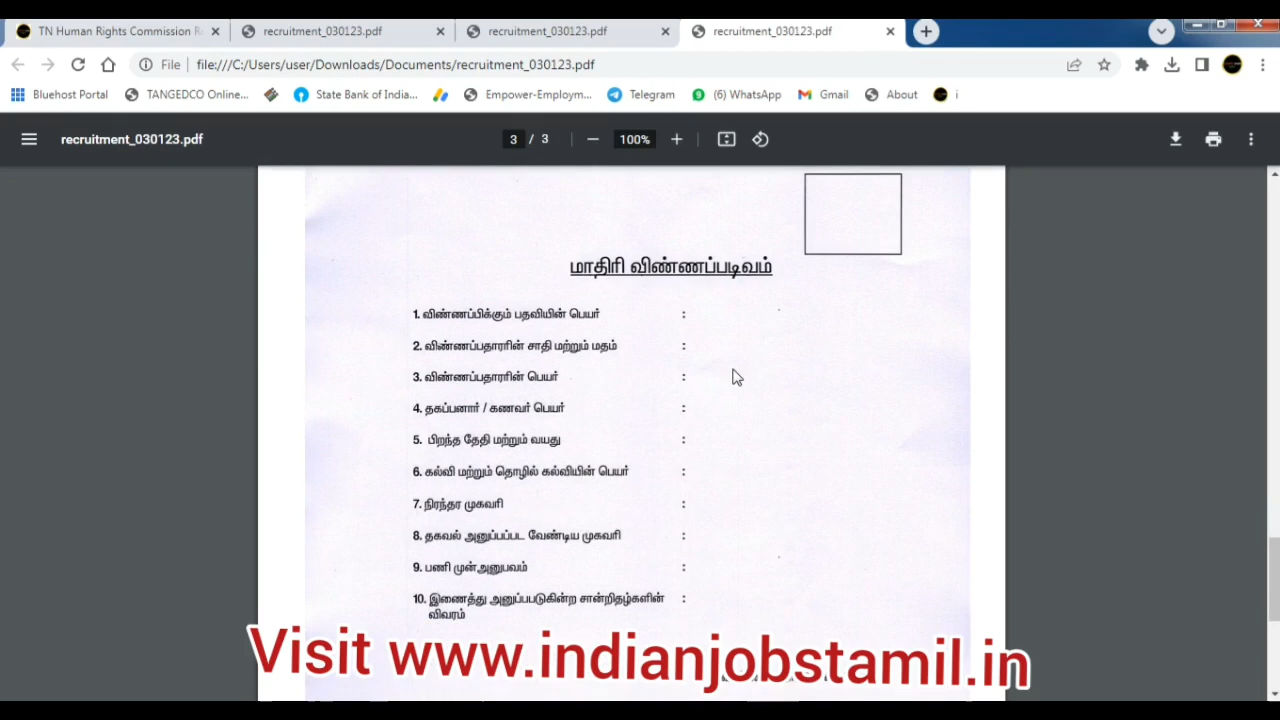 TN Human Rights Commission R
recruitment_030123.pdf
recruitment_030123.pdf
recruitment_030123.pdf
File
file:///C:/Users/user/Downloads/Documents/recruitment_030123.pdf
Bluehost Portal
TANGEDCO Online...
State Bank of India...
Empower-Employm...
Telegram
(6) WhatsApp
Gmail
About
i
recruitment_030123.pdf
3 / 3
100%
மாதிரி விண்ணப்படிவம்
1. விண்ணப்பிக்கும் பதவியின் பெயர் :
2. விண்ணப்பதாரரின் சாதி மற்றும் மதம் :
3. விண்ணப்பதாரரின் பெயர் :
4. தகப்பனார் / கணவர் பெயர் :
5. பிறந்த தேதி மற்றும் வயது :
6. கல்வி மற்றும் தொழில் கல்வியின் பெயர் :
7. நிரந்தர முகவரி :
8. தகவல் அனுப்பப்பட வேண்டிய முகவரி :
9. பணி முன்அனுபவம் :
10. இணைத்து அனுப்படுகின்ற சான்றிதழ்களின் :
விவரம்
Visit www.indianjobstamil.in